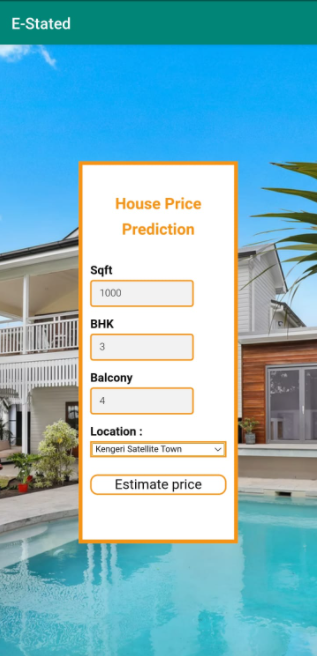 E-Stated
House Price
Prediction
Sqft
1000
BHK
3
Balcony
4
Location :
Kengeri Satellite Town
Estimate price